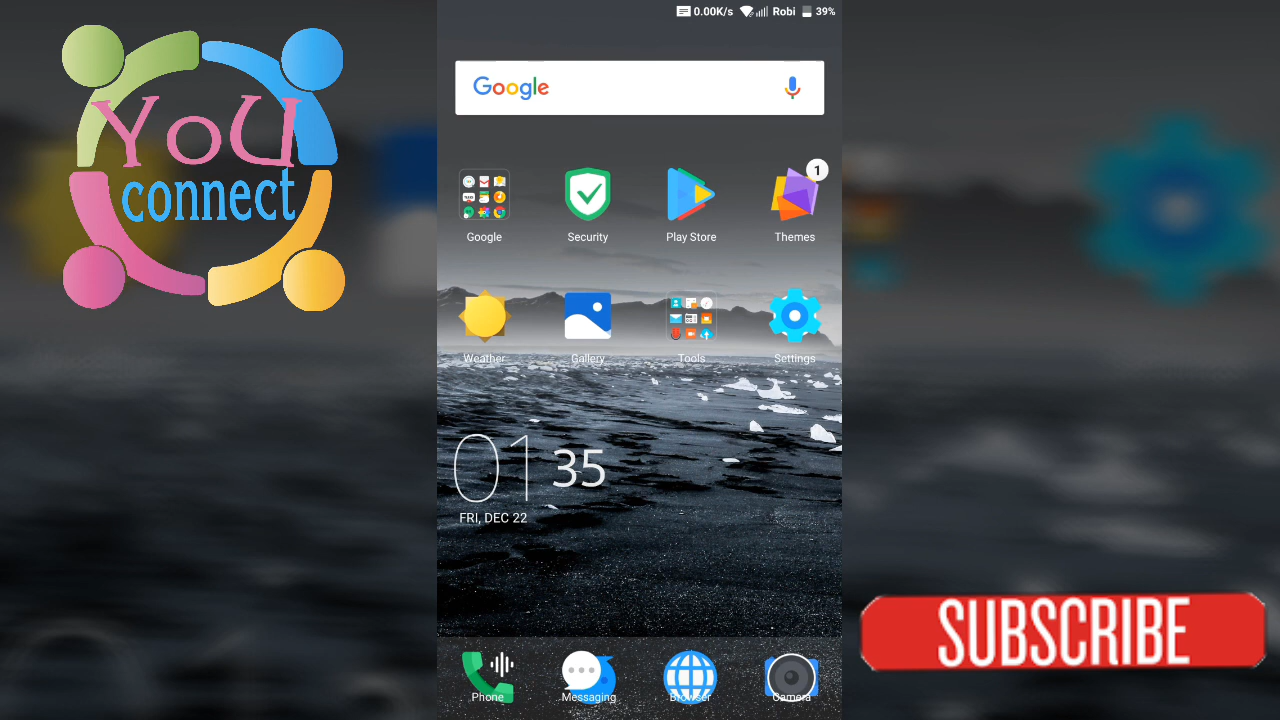 YoU
connect
0.00K/s Robi 39%
Google
1
Google Security Play Store Themes
Weather Gallery Tools Settings
01 35
FRI, DEC 22
SUBSCRIBE
Phone Messaging Browser Camera